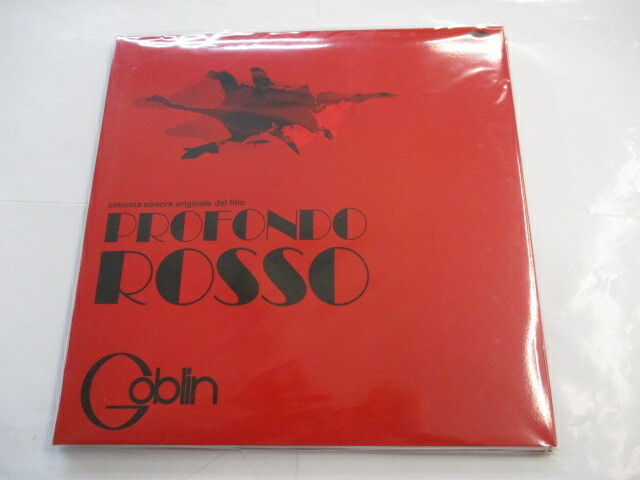 colonna sonora originale del film
PROFONDO
ROSSO
Goblin